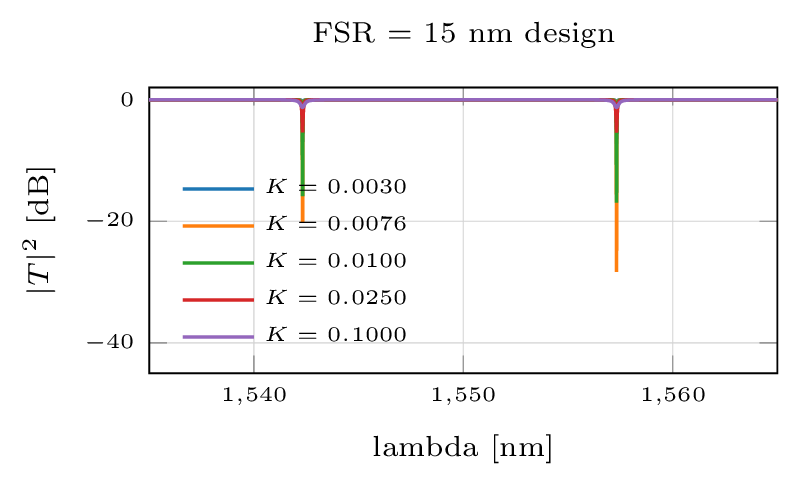 FSR = 15 nm design
|T|² [dB]
0
−20
−40
K = 0.0030
K = 0.0076
K = 0.0100
K = 0.0250
K = 0.1000
1,540 1,550 1,560
lambda [nm]